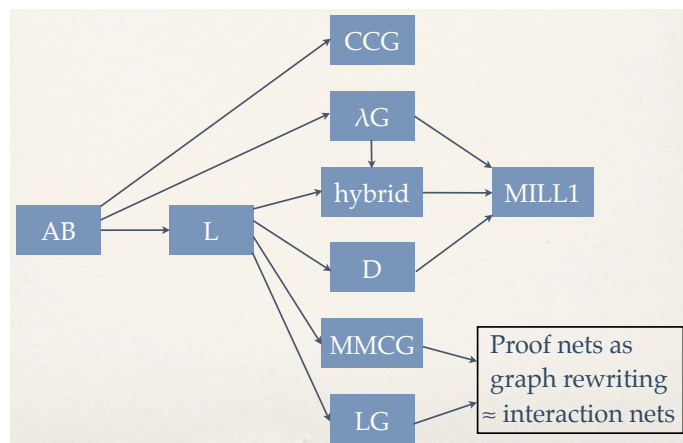 CCG
λG
hybrid
MILL1
AB
L
D
MMCG
LG
Proof nets as
graph rewriting
≈ interaction nets